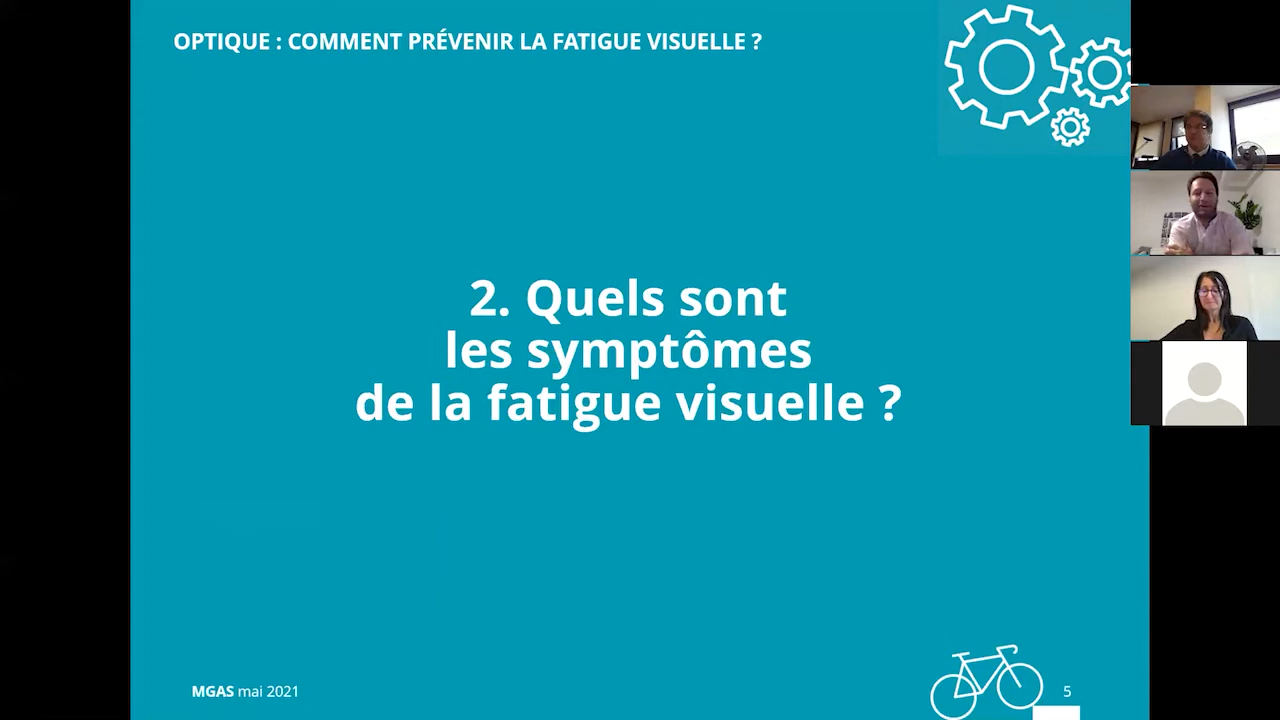 OPTIQUE : COMMENT PRÉVENIR LA FATIGUE VISUELLE ?
2. Quels sont
les symptômes
de la fatigue visuelle ?
MGAS mai 2021
5